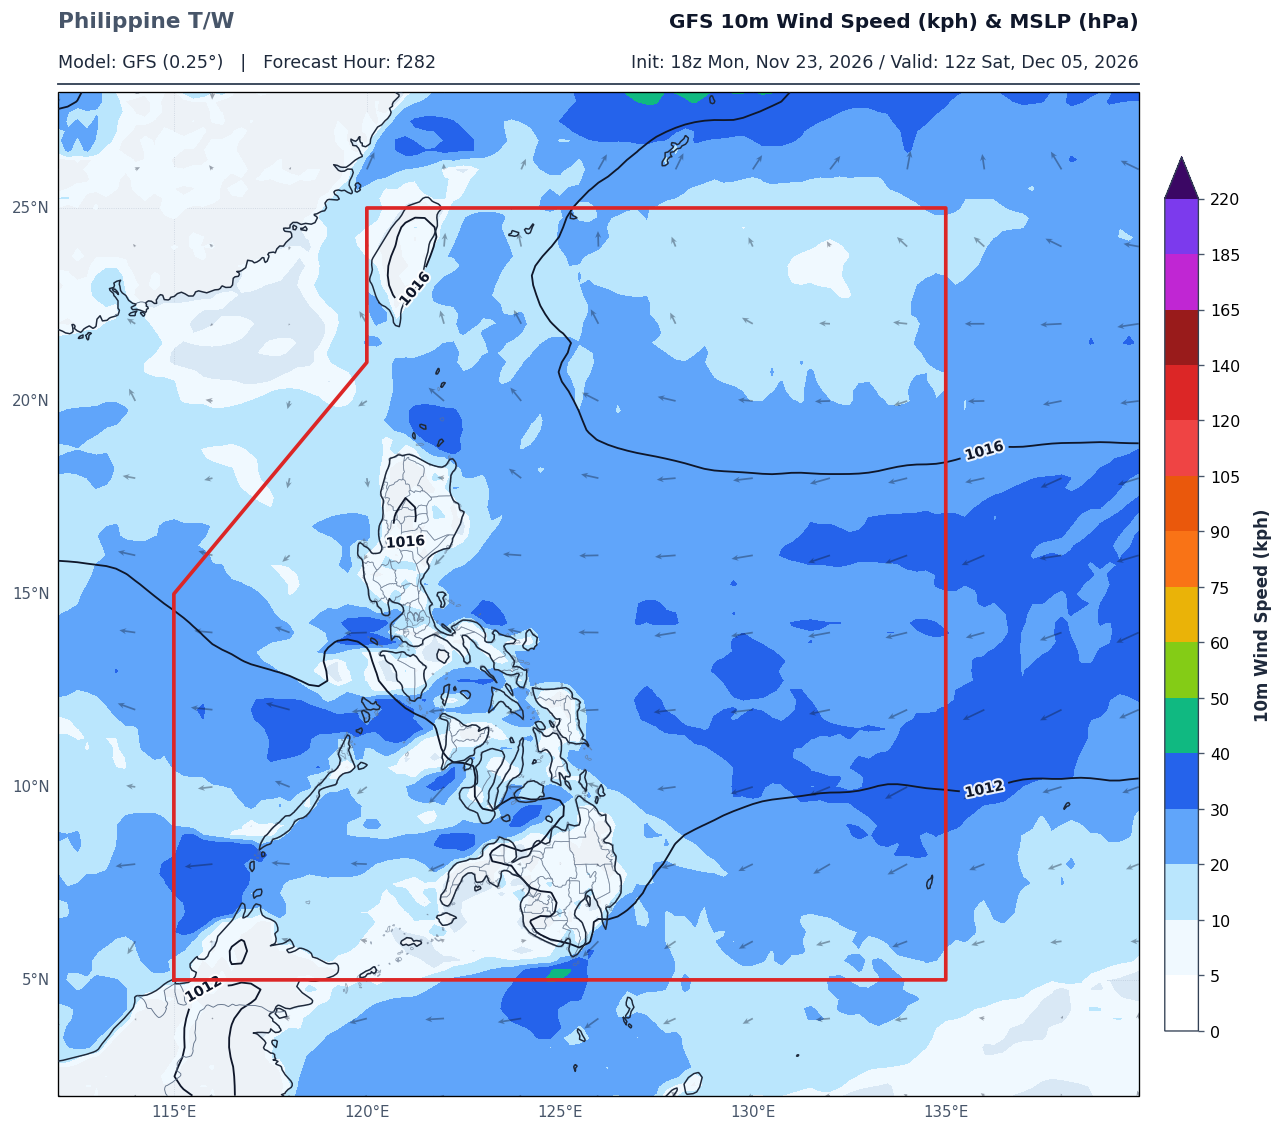 Philippine T/W
GFS 10m Wind Speed (kph) & MSLP (hPa)
Model: GFS (0.25°)   |   Forecast Hour: f282
Init: 18z Mon, Nov 23, 2026 / Valid: 12z Sat, Dec 05, 2026
25°N
20°N
15°N
10°N
5°N
115°E
120°E
125°E
130°E
135°E
1016
1016
1016
1012
1012
220
185
165
140
120
105
90
75
60
50
40
30
20
10
5
0
10m Wind Speed (kph)